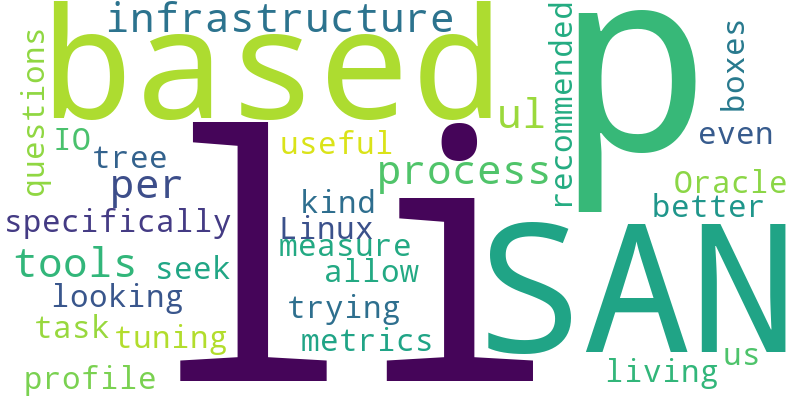 infrastructure
based
p
recommended
boxes
questions
ul
even
IO
useful
tree
process
per
Oracle
li
kind
better
specifically
Linux
measure
SAN
tools
seek
allow
looking
trying
task
tuning
metrics
us
profile
living